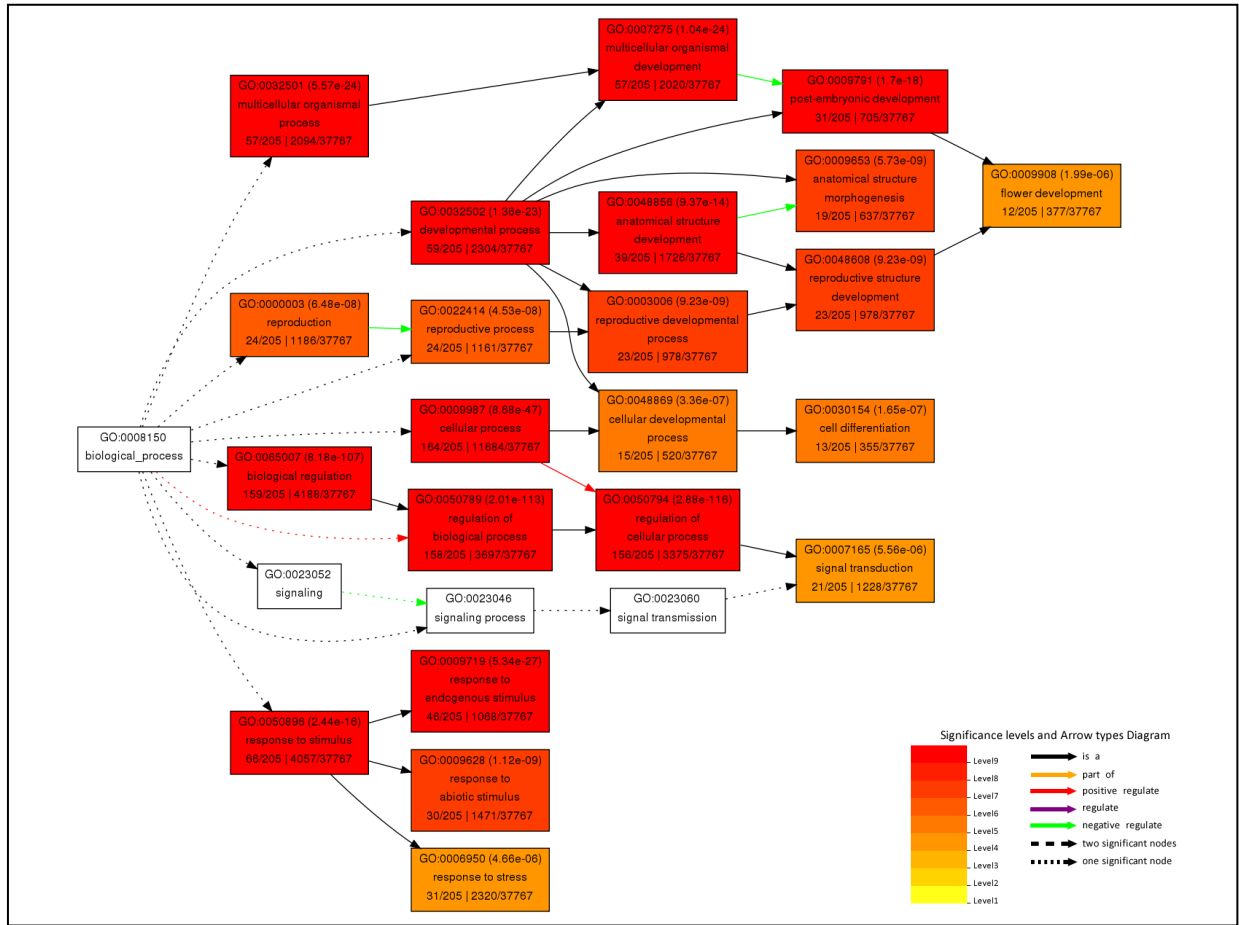 GO:0007275 (1.04e-24)
multicellular organismal
development
57/205 | 2020/37767
GO:0032501 (5.57e-24)
multicellular organismal
process
57/205 | 2094/37767
GO:0009791 (1.7e-18)
post-embryonic development
31/205 | 705/37767
GO:0009653 (5.73e-09)
anatomical structure
morphogenesis
19/205 | 637/37767
GO:0009908 (1.99e-06)
flower development
12/205 | 377/37767
GO:0032502 (1.36e-23)
developmental process
59/205 | 2304/37767
GO:0048856 (9.37e-14)
anatomical structure
development
39/205 | 1726/37767
GO:0048608 (9.23e-09)
reproductive structure
development
23/205 | 978/37767
GO:0000003 (6.48e-08)
reproduction
24/205 | 1186/37767
GO:0022414 (4.53e-08)
reproductive process
24/205 | 1161/37767
GO:0003006 (9.23e-09)
reproductive developmental
process
23/205 | 978/37767
GO:0048869 (3.36e-07)
cellular developmental
process
15/205 | 520/37767
GO:0030154 (1.65e-07)
cell differentiation
13/205 | 355/37767
GO:0009987 (8.68e-47)
cellular process
164/205 | 11684/37767
GO:0008150
biological_process
GO:0065007 (8.18e-107)
biological regulation
159/205 | 4188/37767
GO:0050789 (2.01e-113)
regulation of
biological process
158/205 | 3697/37767
GO:0050794 (2.88e-116)
regulation of
cellular process
156/205 | 3375/37767
GO:0007165 (5.56e-06)
signal transduction
21/205 | 1228/37767
GO:0023052
signaling
GO:0023046
signaling process
GO:0023060
signal transmission
GO:0009719 (5.34e-27)
response to
endogenous stimulus
46/205 | 1068/37767
GO:0050896 (2.44e-16)
response to stimulus
66/205 | 4057/37767
GO:0009628 (1.12e-09)
response to
abiotic stimulus
30/205 | 1471/37767
GO:0006950 (4.66e-06)
response to stress
31/205 | 2320/37767
Significance levels and Arrow types Diagram
Level9
Level8
Level7
Level6
Level5
Level4
Level3
Level2
Level1
is a
part of
positive regulate
regulate
negative regulate
two significant nodes
one significant node